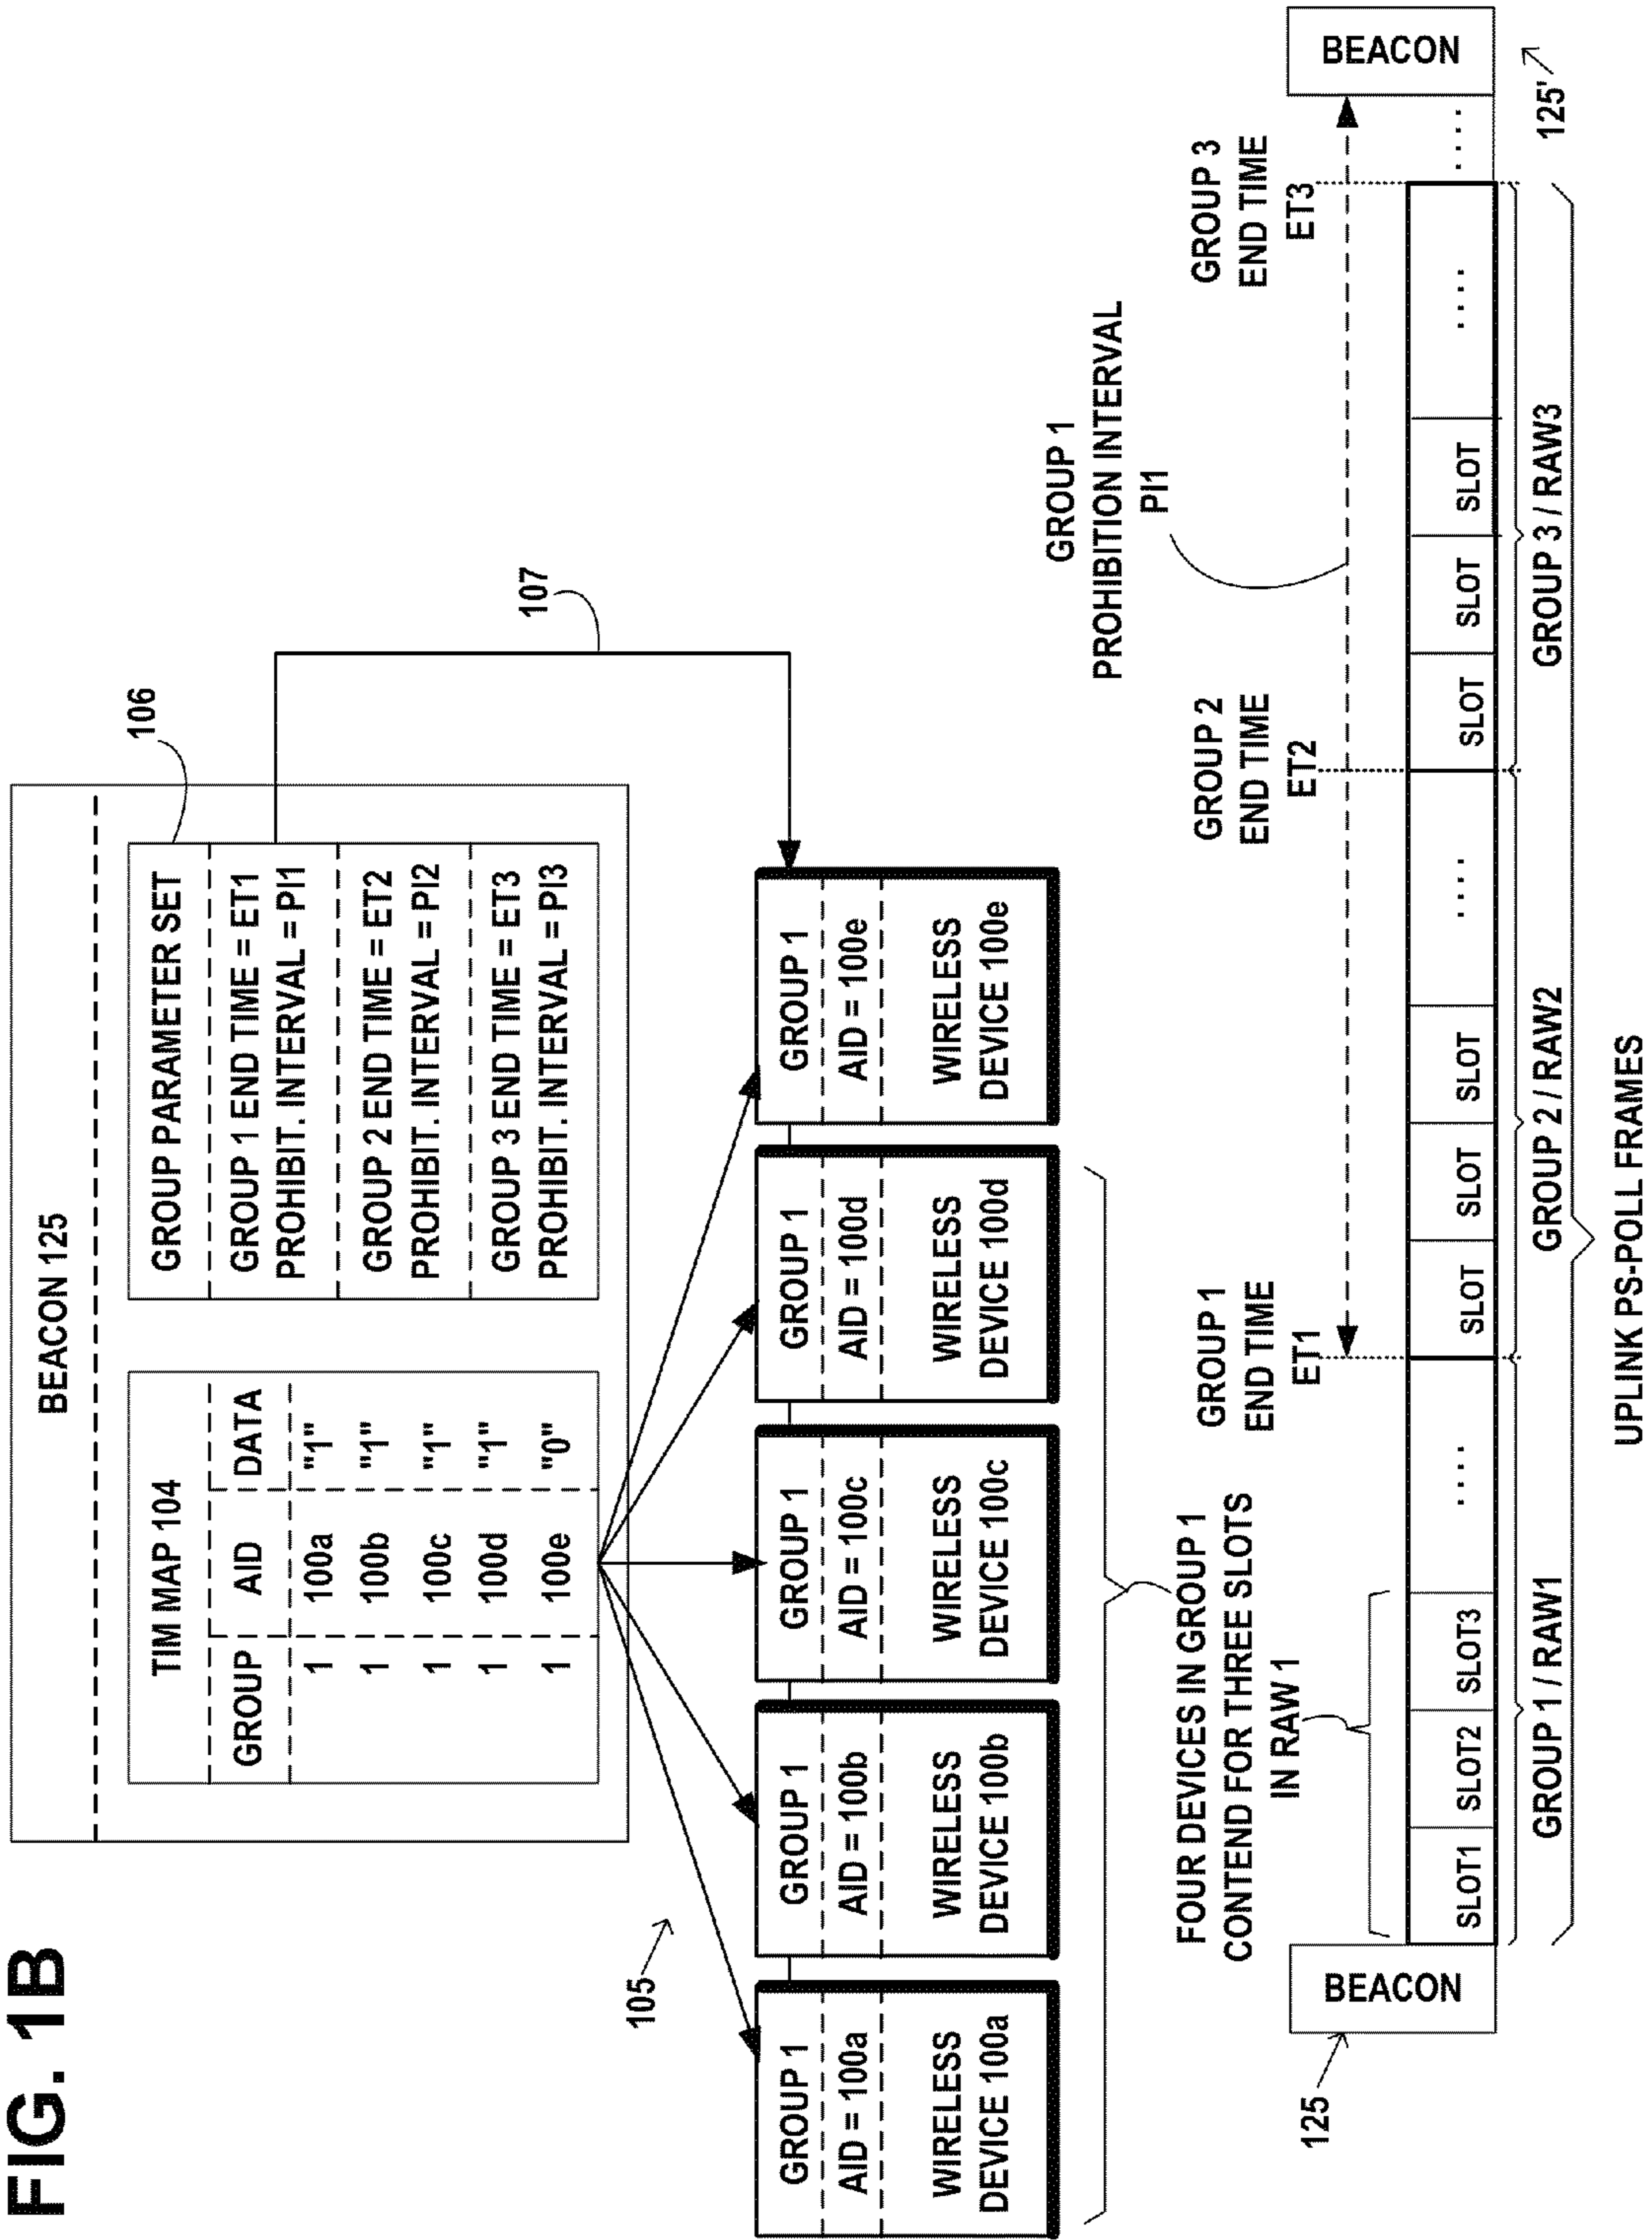 FIG. 1B
BEACON 125
TIM MAP 104
GROUP AID DATA
1 100a "1"
1 100b "1"
1 100c "1"
1 100d "1"
1 100e "0"
GROUP PARAMETER SET
GROUP 1 END TIME = ET1
PROHIBIT. INTERVAL = PI1
GROUP 2 END TIME = ET2
PROHIBIT. INTERVAL = PI2
GROUP 3 END TIME = ET3
PROHIBIT. INTERVAL = PI3
106
107
105
GROUP 1
AID = 100a
WIRELESS
DEVICE 100a
GROUP 1
AID = 100b
WIRELESS
DEVICE 100b
GROUP 1
AID = 100c
WIRELESS
DEVICE 100c
GROUP 1
AID = 100d
WIRELESS
DEVICE 100d
GROUP 1
AID = 100e
WIRELESS
DEVICE 100e
FOUR DEVICES IN GROUP 1
CONTEND FOR THREE SLOTS
IN RAW 1
GROUP 1
END TIME
ET1
GROUP 2
END TIME
ET2
GROUP 1
PROHIBITION INTERVAL
PI1
GROUP 3
END TIME
ET3
125
BEACON
SLOT1 SLOT2 SLOT3 ....
SLOT SLOT SLOT ....
SLOT SLOT SLOT ....
....
BEACON
125'
GROUP 1 / RAW1
GROUP 2 / RAW2
GROUP 3 / RAW3
UPLINK PS-POLL FRAMES